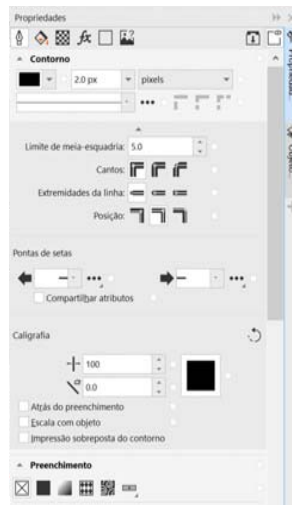 Propriedades
fx
Contorno
2.0 px pixels
Limite de meia-esquadria: 5.0
Cantos:
Extremidades da linha:
Posição:
Pontas de setas
Compartilhar atributos
Caligrafia
100
0.0
Atrás do preenchimento
Escala com objeto
Impressão sobreposta do contorno
Preenchimento
Propriedades